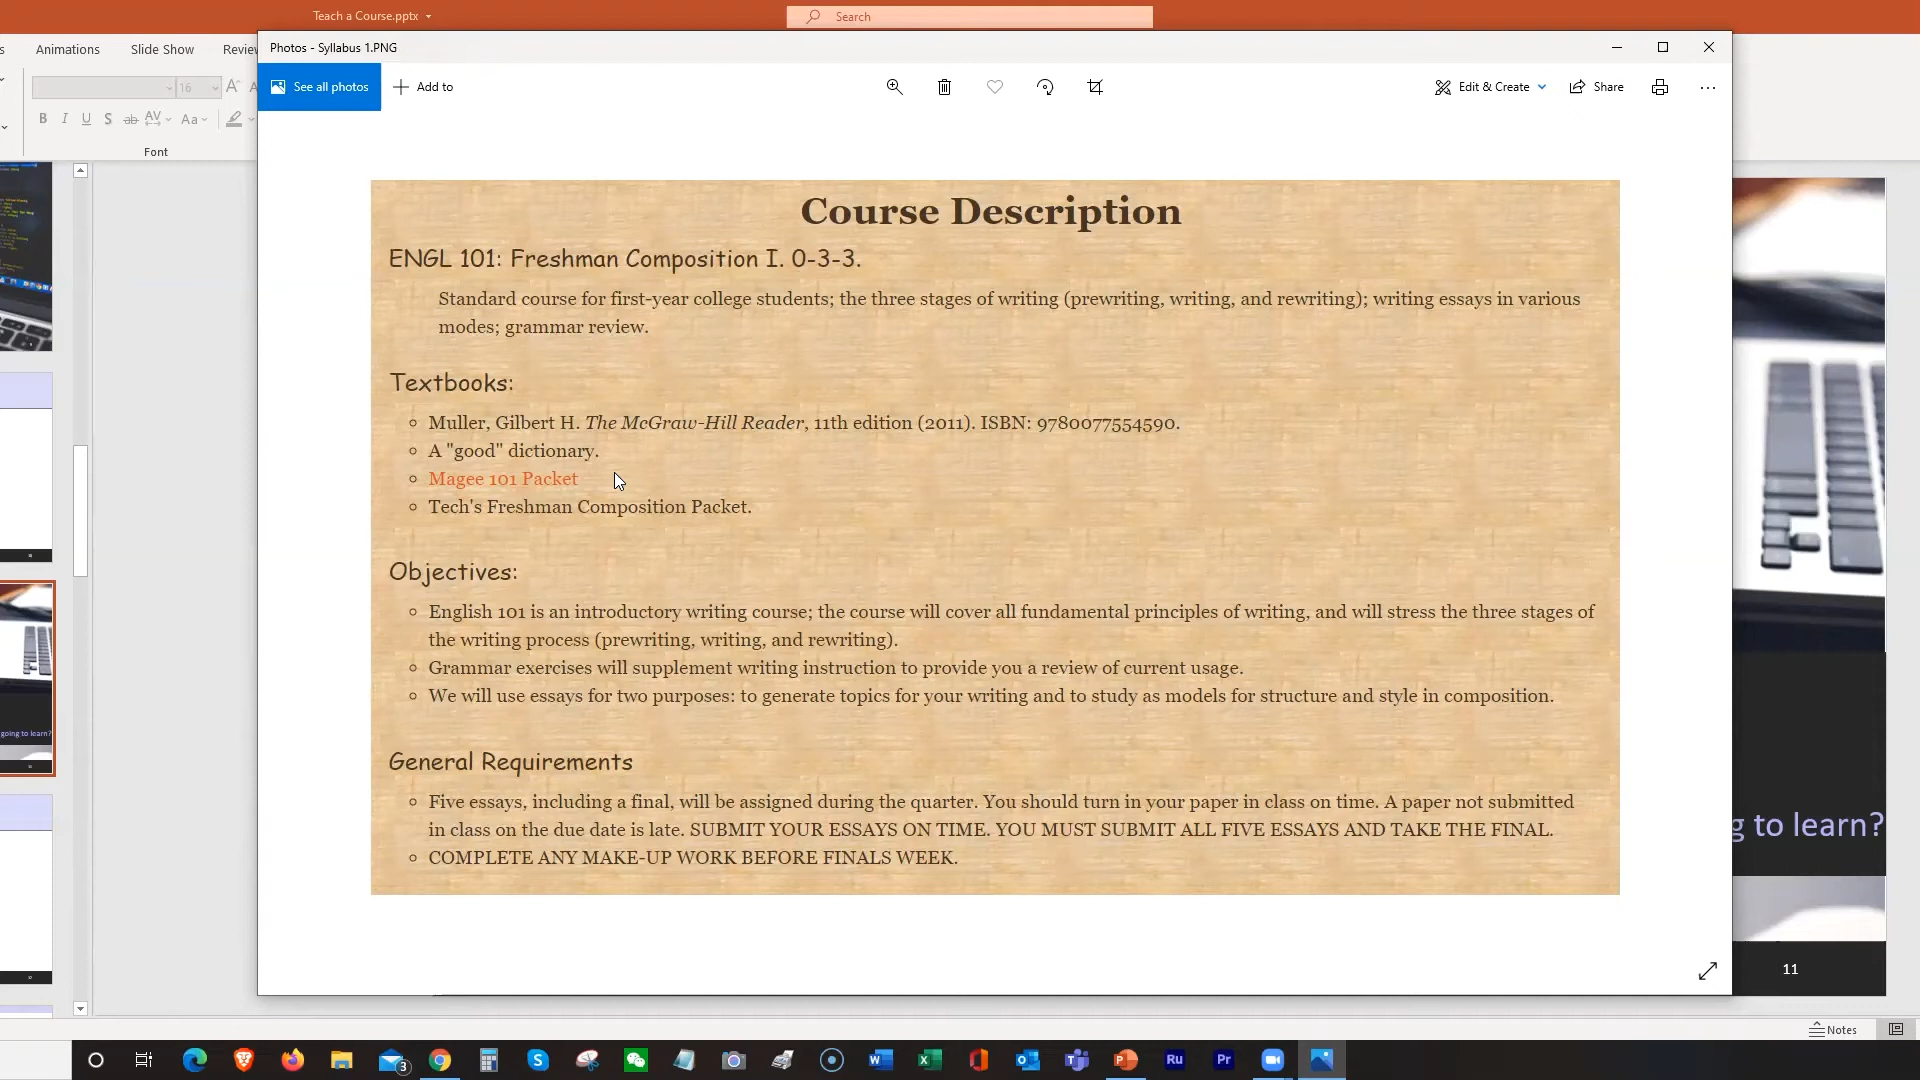 Teach a Course.pptx
Search
Animations
Slide Show
Review
16
B I U S ab AV Aa
Font
Photos - Syllabus 1.PNG
See all photos
Add to
Edit & Create
Share
Course Description
ENGL 101: Freshman Composition I. 0-3-3.
Standard course for first-year college students; the three stages of writing (prewriting, writing, and rewriting); writing essays in various
modes; grammar review.
Textbooks:
Muller, Gilbert H. The McGraw-Hill Reader, 11th edition (2011). ISBN: 9780077554590.
A "good" dictionary.
Magee 101 Packet
Tech's Freshman Composition Packet.
Objectives:
English 101 is an introductory writing course; the course will cover all fundamental principles of writing, and will stress the three stages of
the writing process (prewriting, writing, and rewriting).
Grammar exercises will supplement writing instruction to provide you a review of current usage.
We will use essays for two purposes: to generate topics for your writing and to study as models for structure and style in composition.
General Requirements
Five essays, including a final, will be assigned during the quarter. You should turn in your paper in class on time. A paper not submitted
in class on the due date is late. SUBMIT YOUR ESSAYS ON TIME. YOU MUST SUBMIT ALL FIVE ESSAYS AND TAKE THE FINAL.
COMPLETE ANY MAKE-UP WORK BEFORE FINALS WEEK.
going to learn?
g to learn?
11
Notes
3
Ru
Pr